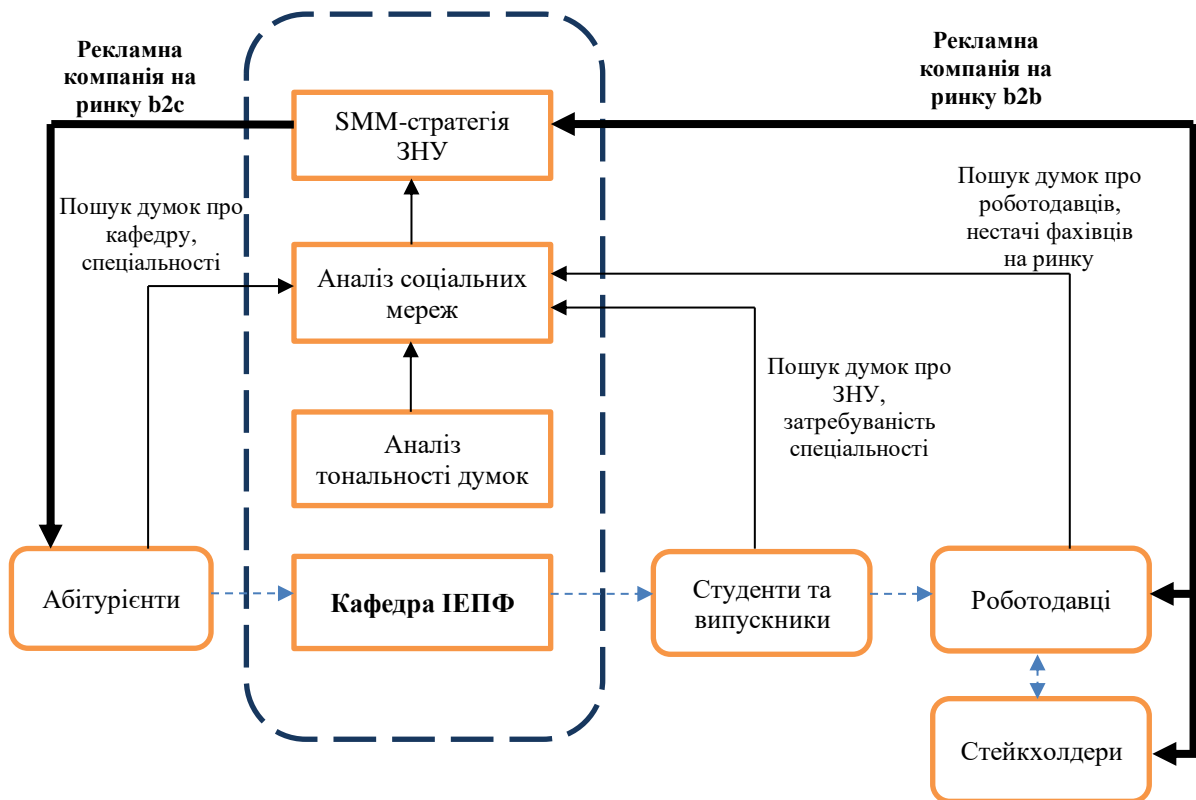 Рекламна
компанія на
ринку b2c
Рекламна
компанія на
ринку b2b
SMM-стратегія
ЗНУ
Пошук думок про
кафедру,
спеціальності
Пошук думок про
роботодавців,
нестачі фахівців
на ринку
Аналіз соціальних
мереж
Пошук думок про
ЗНУ,
затребуваність
спеціальності
Аналіз
тональності думок
Абітурієнти
Кафедра ІЕПФ
Студенти та
випускники
Роботодавці
Стейкхолдери